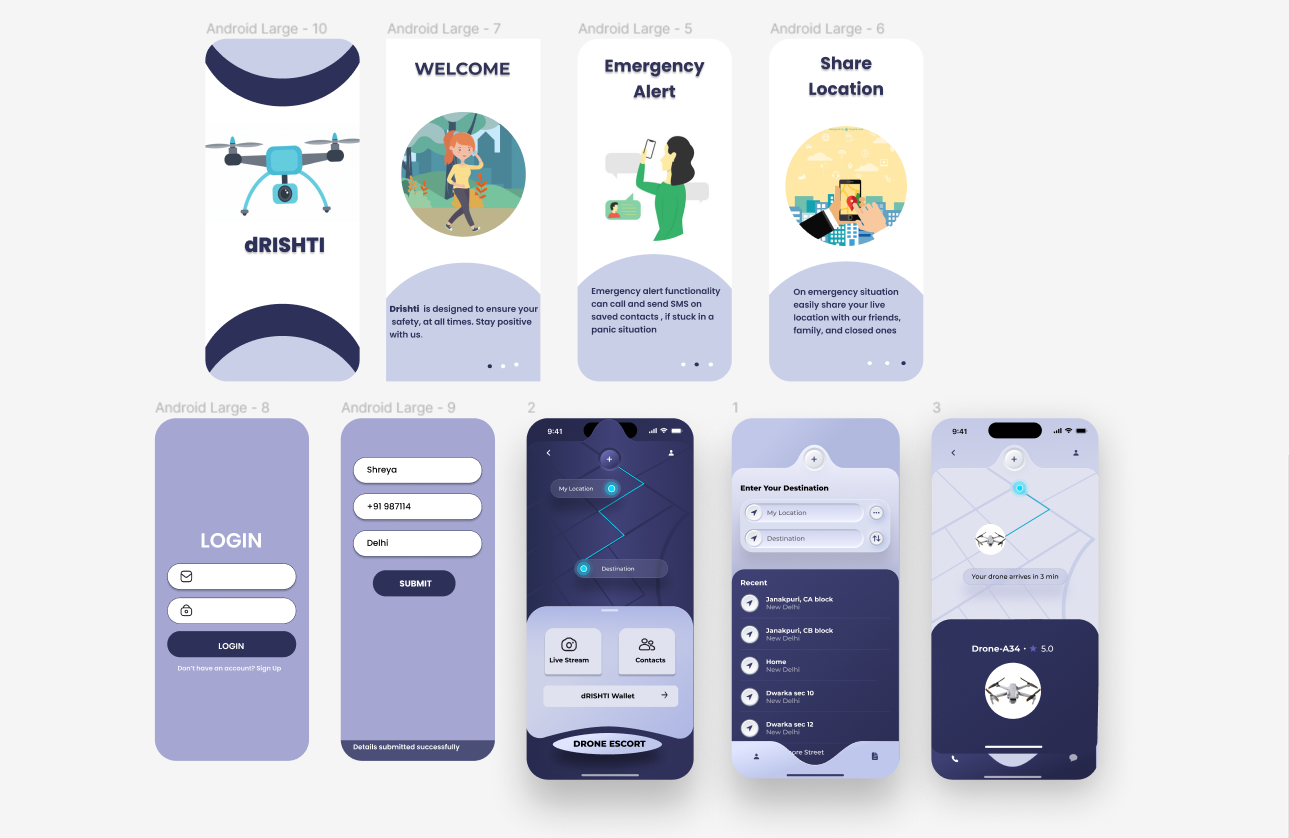 Android Large - 10
Android Large - 7
Android Large - 5
Android Large - 6
dRISHTI
WELCOME
Drishti is designed to ensure your
safety, at all times. Stay positive
with us.
Emergency
Alert
Emergency alert functionality
can call and send SMS on
saved contacts , if stuck in a
panic situation
Share
Location
On emergency situation
easily share your live
location with our friends,
family, and closed ones
Android Large - 8
Android Large - 9
2
1
3
LOGIN
LOGIN
Don't have an account? Sign Up
Shreya
+91 987114
Delhi
SUBMIT
Details submitted successfully
9:41
My Location
Destination
Live Stream
Contacts
dRISHTI Wallet
DRONE ESCORT
Enter Your Destination
My Location
Destination
Recent
Janakpuri, CA block
New Delhi
Janakpuri, CB block
New Delhi
Home
New Delhi
Dwarka sec 10
New Delhi
Dwarka sec 12
New Delhi
Street
9:41
Your drone arrives in 3 min
Drone-A34 • ★ 5.0